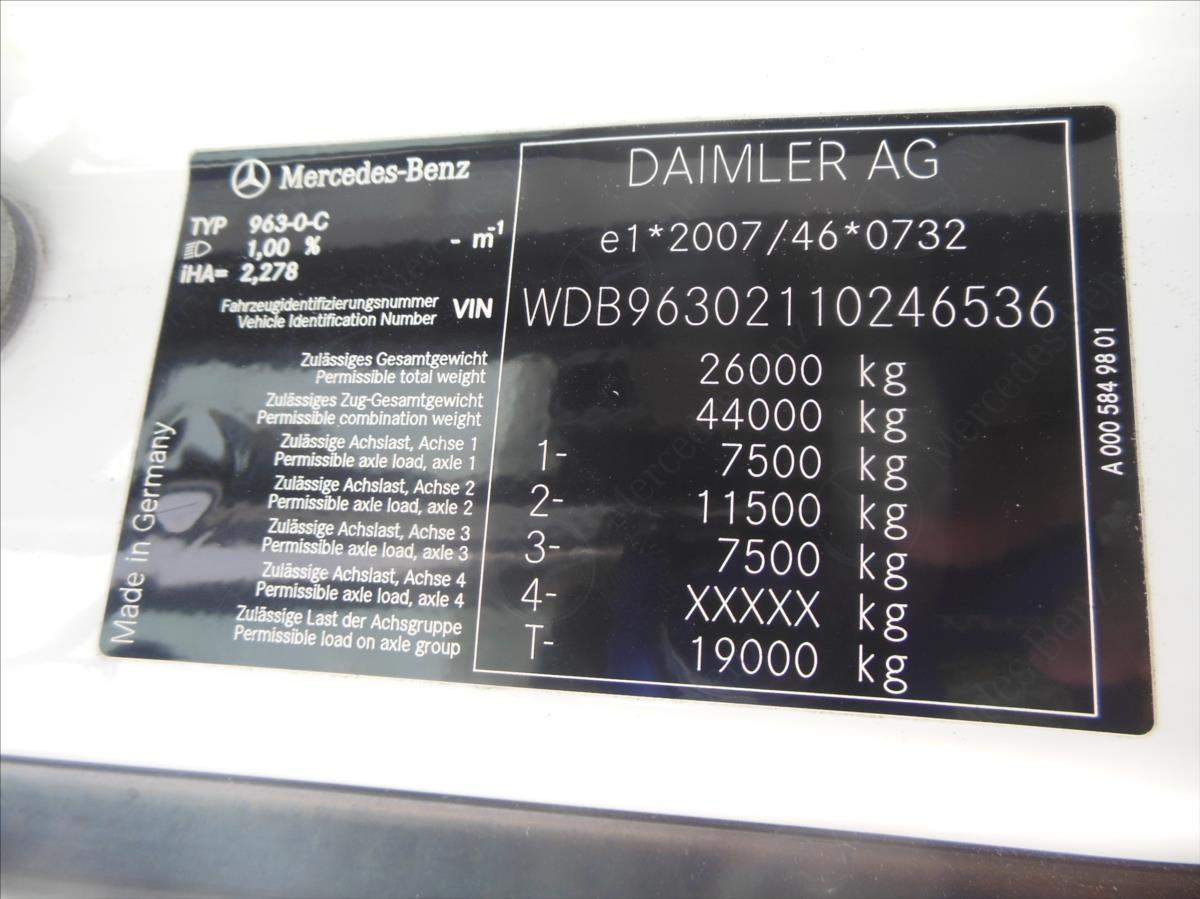 Mercedes-Benz
TYP 963-0-C
1,00 % - m-1
iHA= 2,278
DAIMLER AG
e1*2007/46*0732
Fahrzeugidentifizierungsnummer
Vehicle Identification Number VIN WDB96302110246536
Zulässiges Gesamtgewicht
Permissible total weight 26000 kg
Zulässiges Zug-Gesamtgewicht
Permissible combination weight 44000 kg
Zulässige Achslast, Achse 1
Permissible axle load, axle 1 1- 7500 kg
Zulässige Achslast, Achse 2
Permissible axle load, axle 2 2- 11500 kg
Zulässige Achslast, Achse 3
Permissible axle load, axle 3 3- 7500 kg
Zulässige Achslast, Achse 4
Permissible axle load, axle 4 4- XXXXX kg
Zulässige Last der Achsgruppe
Permissible load on axle group T- 19000 kg
Made in Germany
A 000 584 98 01